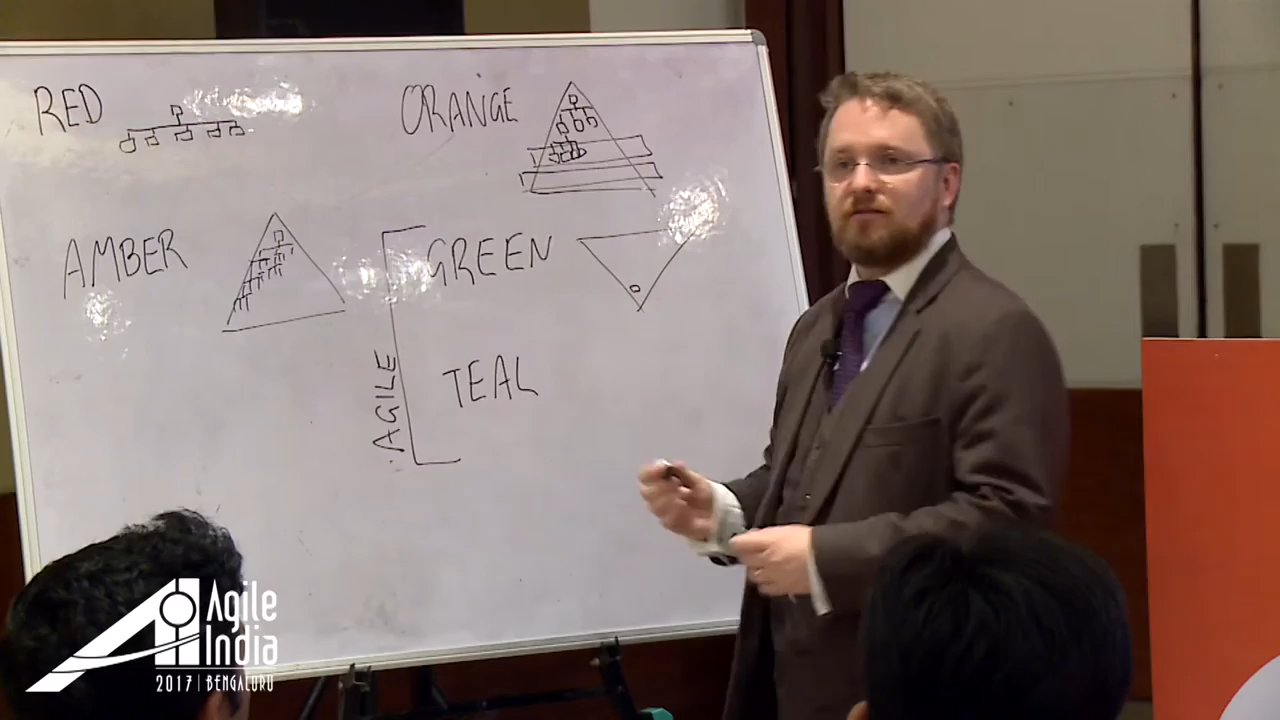 RED
ORANGE
AMBER
GREEN
AGILE
TEAL
Agile
India
2017 | BENGALURU